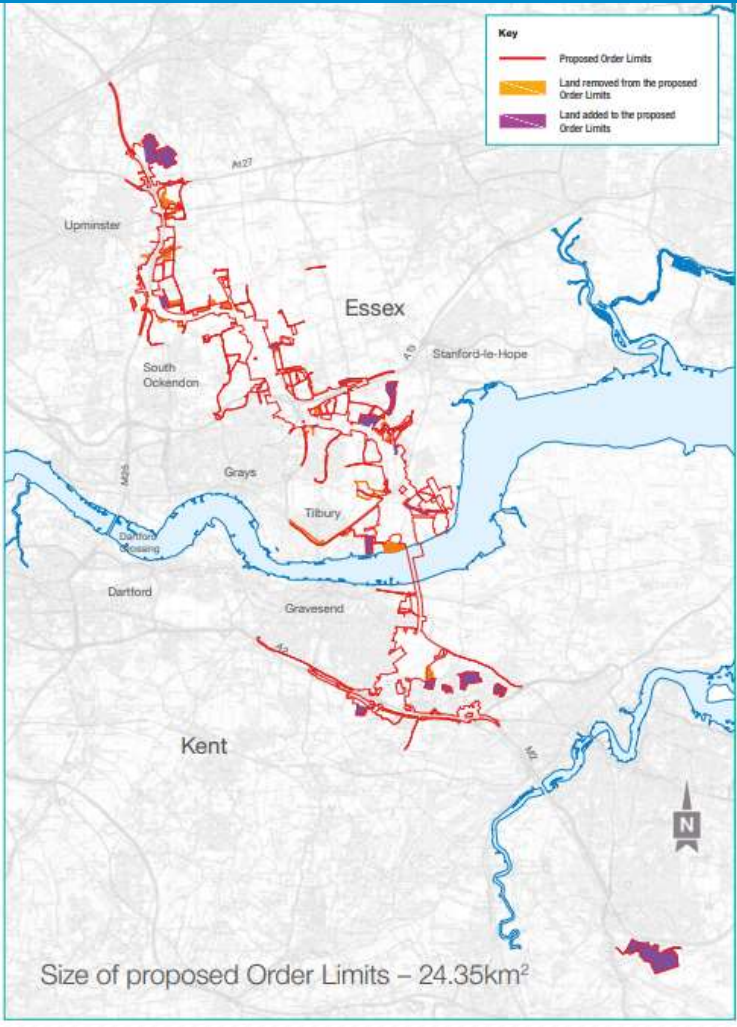 Key
Proposed Order Limits
Land removed from the proposed
Order Limits
Land added to the proposed
Order Limits
A127
Upminster
Essex
A13
Stanford-le-Hope
South
Ockendon
M25
Grays
Tilbury
Dartford
Crossing
Dartford
Gravesend
A2
Kent
M2
N
Size of proposed Order Limits – 24.35km²